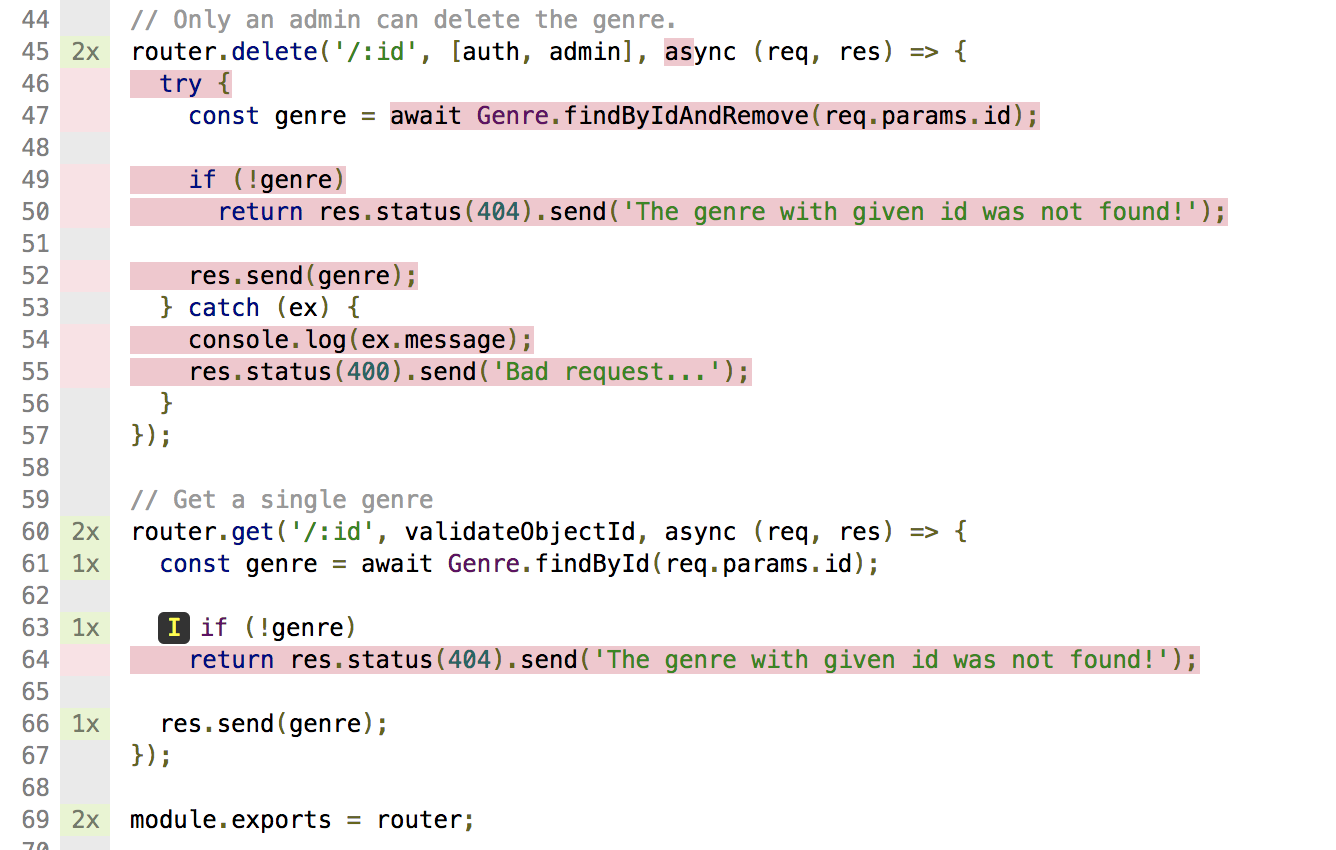 44 // Only an admin can delete the genre.
45 2x router.delete('/:id', [auth, admin], async (req, res) => {
46 try {
47 const genre = await Genre.findByIdAndRemove(req.params.id);
48
49 if (!genre)
50 return res.status(404).send('The genre with given id was not found!');
51
52 res.send(genre);
53 } catch (ex) {
54 console.log(ex.message);
55 res.status(400).send('Bad request...');
56 }
57 });
58
59 // Get a single genre
60 2x router.get('/:id', validateObjectId, async (req, res) => {
61 1x const genre = await Genre.findById(req.params.id);
62
63 1x I if (!genre)
64 return res.status(404).send('The genre with given id was not found!');
65
66 1x res.send(genre);
67 });
68
69 2x module.exports = router;
70